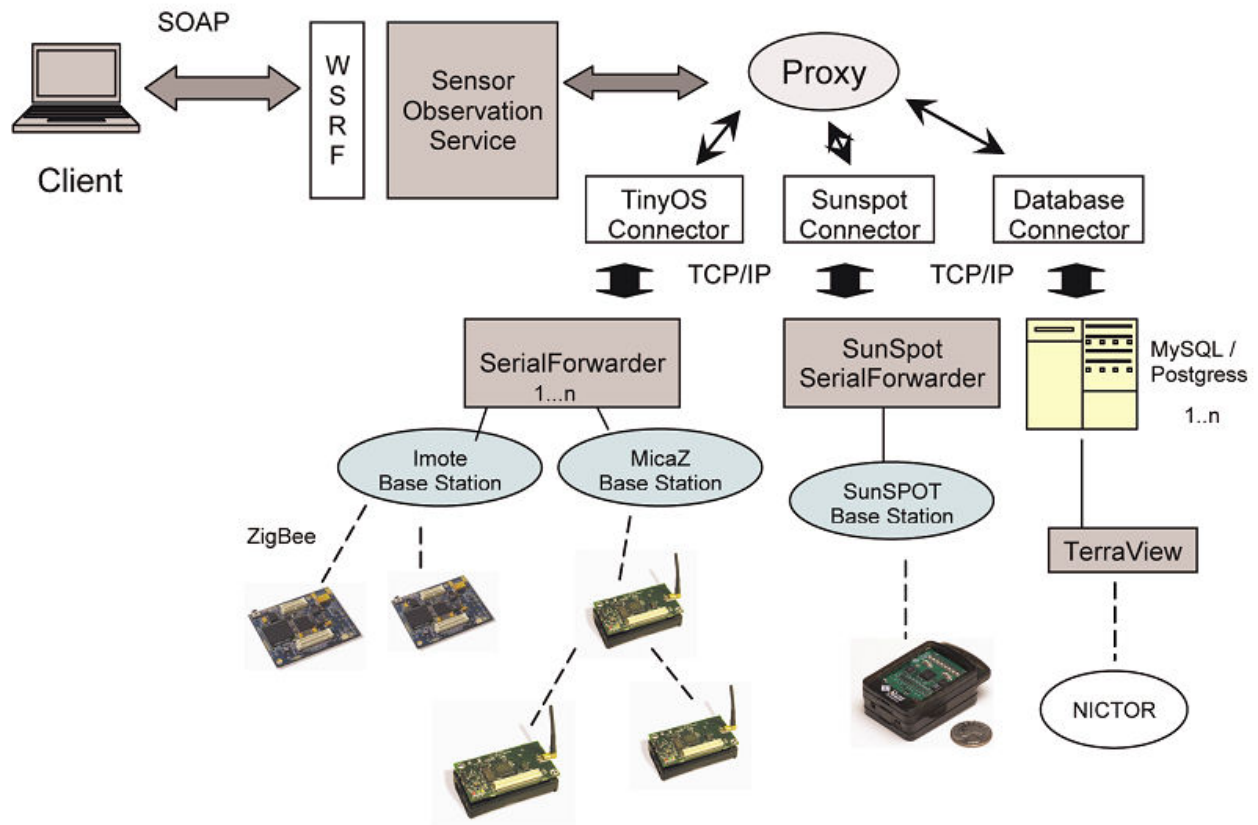 SOAP
W
S
R
F
Sensor
Observation
Service
Proxy
Client
TinyOS
Connector
Sunspot
Connector
Database
Connector
TCP/IP
TCP/IP
SerialForwarder
1...n
SunSpot
SerialForwarder
MySQL /
Postgress
1..n
Imote
Base Station
MicaZ
Base Station
SunSPOT
Base Station
ZigBee
TerraView
Sun
NICTOR